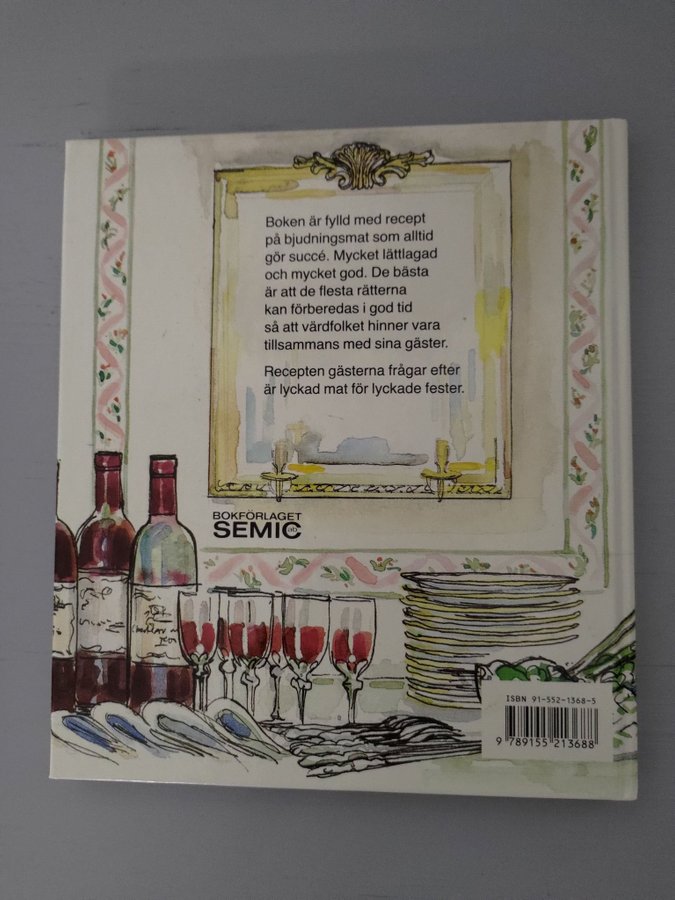 Boken är fylld med recept
på bjudningsmat som alltid
gör succé. Mycket lättlagad
och mycket god. De bästa
är att de flesta rätterna
kan förberedas i god tid
så att värdfolket hinner vara
tillsammans med sina gäster.
Recepten gästerna frågar efter
är lyckad mat för lyckade fester.
BOKFÖRLAGET
SEMIC ab
ISBN 91-552-1368-5
9 789155 213688